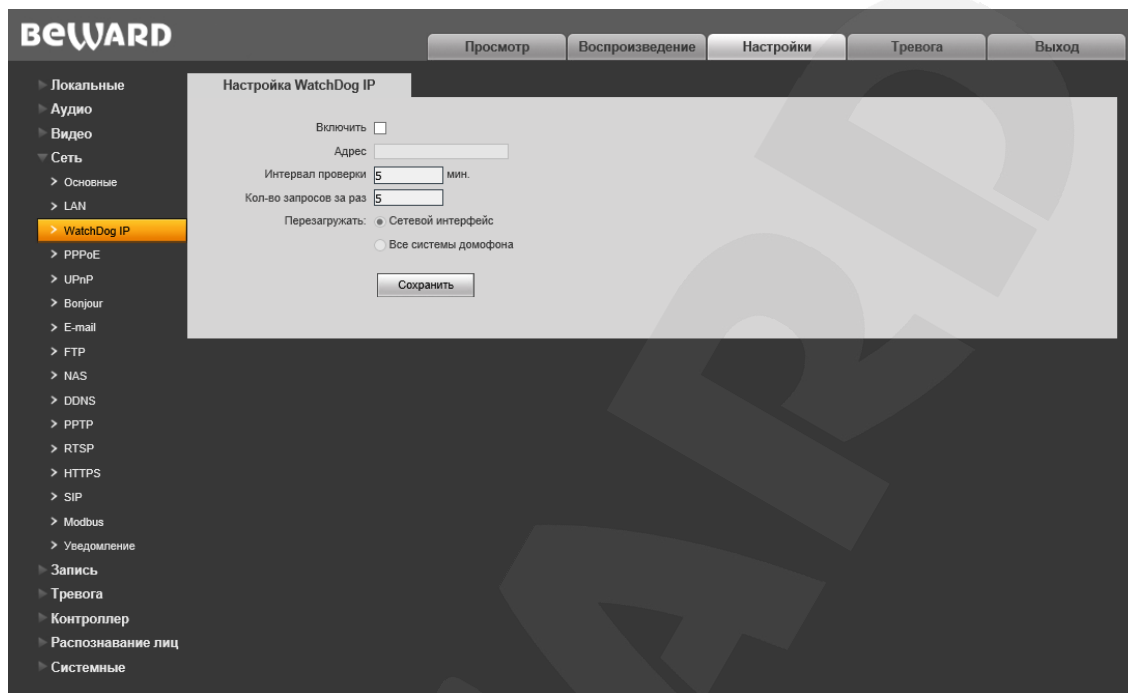 BEWARD
Просмотр
Воспроизведение
Настройки
Тревога
Выход
Локальные
Аудио
Видео
Сеть
> Основные
> LAN
> WatchDog IP
> PPPoE
> UPnP
> Bonjour
> E-mail
> FTP
> NAS
> DDNS
> PPTP
> RTSP
> HTTPS
> SIP
> Modbus
> Уведомление
Запись
Тревога
Контроллер
Распознавание лиц
Системные
Настройка WatchDog IP
Включить
Адрес
Интервал проверки 5 мин.
Кол-во запросов за раз 5
Перезагружать: Сетевой интерфейс
Все системы домофона
Сохранить